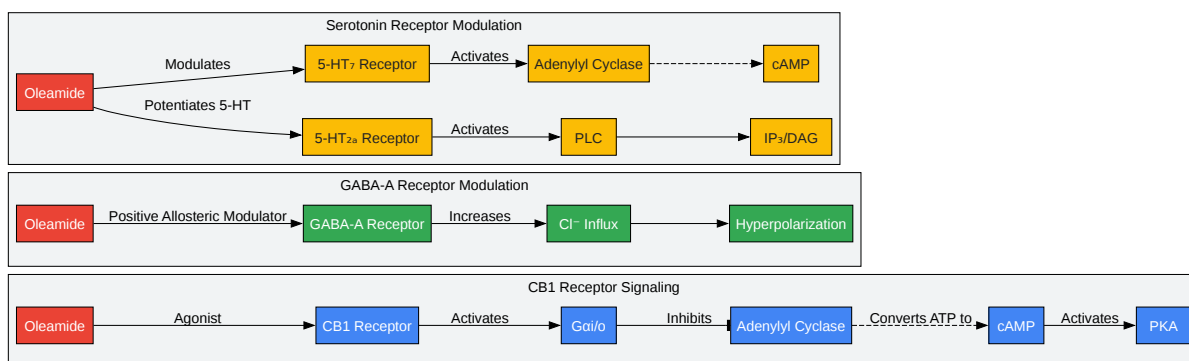 Serotonin Receptor Modulation
Oleamide
Modulates
5-HT₇ Receptor
Activates
Adenylyl Cyclase
cAMP
Potentiates 5-HT
5-HT₂ₐ Receptor
Activates
PLC
IP₃/DAG
GABA-A Receptor Modulation
Oleamide
Positive Allosteric Modulator
GABA-A Receptor
Increases
Cl⁻ Influx
Hyperpolarization
CB1 Receptor Signaling
Oleamide
Agonist
CB1 Receptor
Activates
Gαi/o
Inhibits
Adenylyl Cyclase
Converts ATP to
cAMP
Activates
PKA